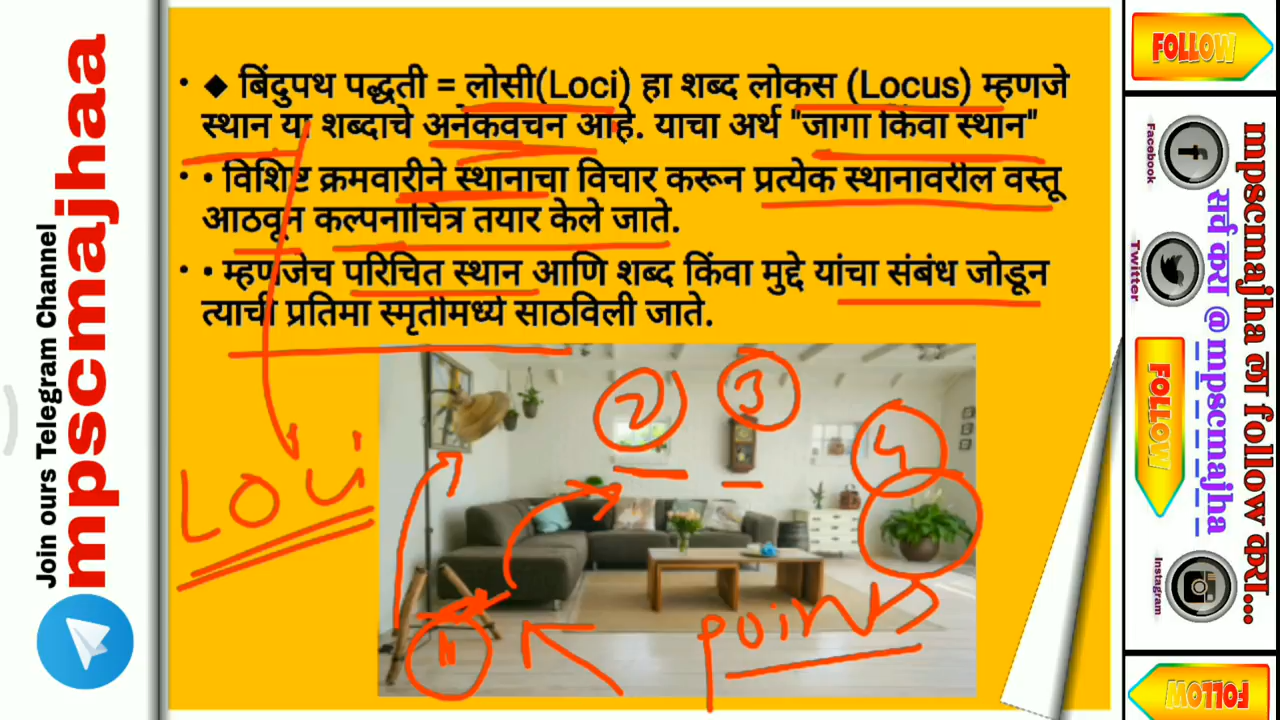 • ◆ बिंदुपथ पद्धती = लोसी(Loci) हा शब्द लोकस (Locus) म्हणजे
स्थान या शब्दाचे अनेकवचन आहे. याचा अर्थ "जागा किंवा स्थान"
• • विशिष्ट क्रमवारीने स्थानाचा विचार करून प्रत्येक स्थानावरील वस्तू
आठवून कल्पनाचित्र तयार केले जाते.
• • म्हणजेच परिचित स्थान आणि शब्द किंवा मुद्दे यांचा संबंध जोडून
त्याची प्रतिमा स्मृतीमध्ये साठविली जाते.
2
3
4
LOCi
1
points
Join ours Telegram Channel
mpscmajhaa
FOLLOW
Facebook
Twitter
FOLLOW
Instagram
सर्च करा @ mpscmajha
mpscmajha ला follow करा...
FOLLOW